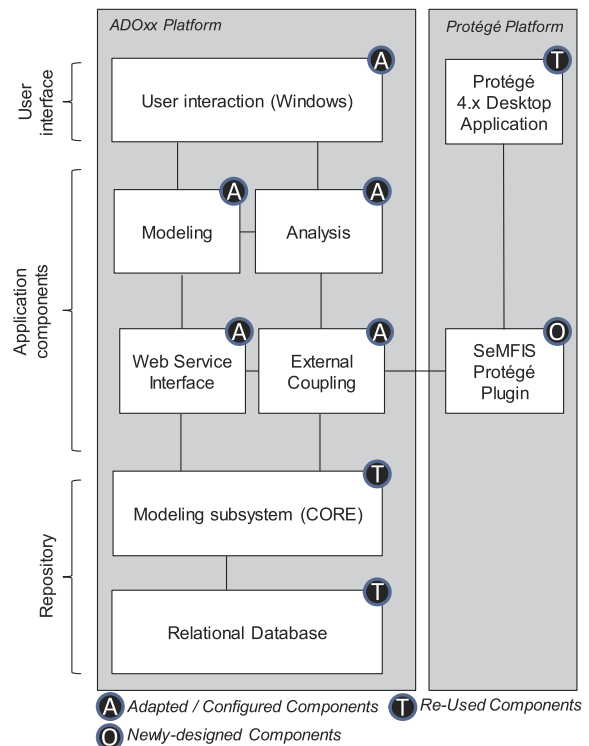 ADOxx Platform
Protégé Platform
User
interface
User interaction (Windows)
A
Protégé
4.x Desktop
Application
T
Application
components
Modeling
A
Analysis
A
Web Service
Interface
A
External
Coupling
A
SeMFIS
Protégé
Plugin
O
Repository
Modeling subsystem (CORE)
T
Relational Database
T
A Adapted / Configured Components
T Re-Used Components
O Newly-designed Components